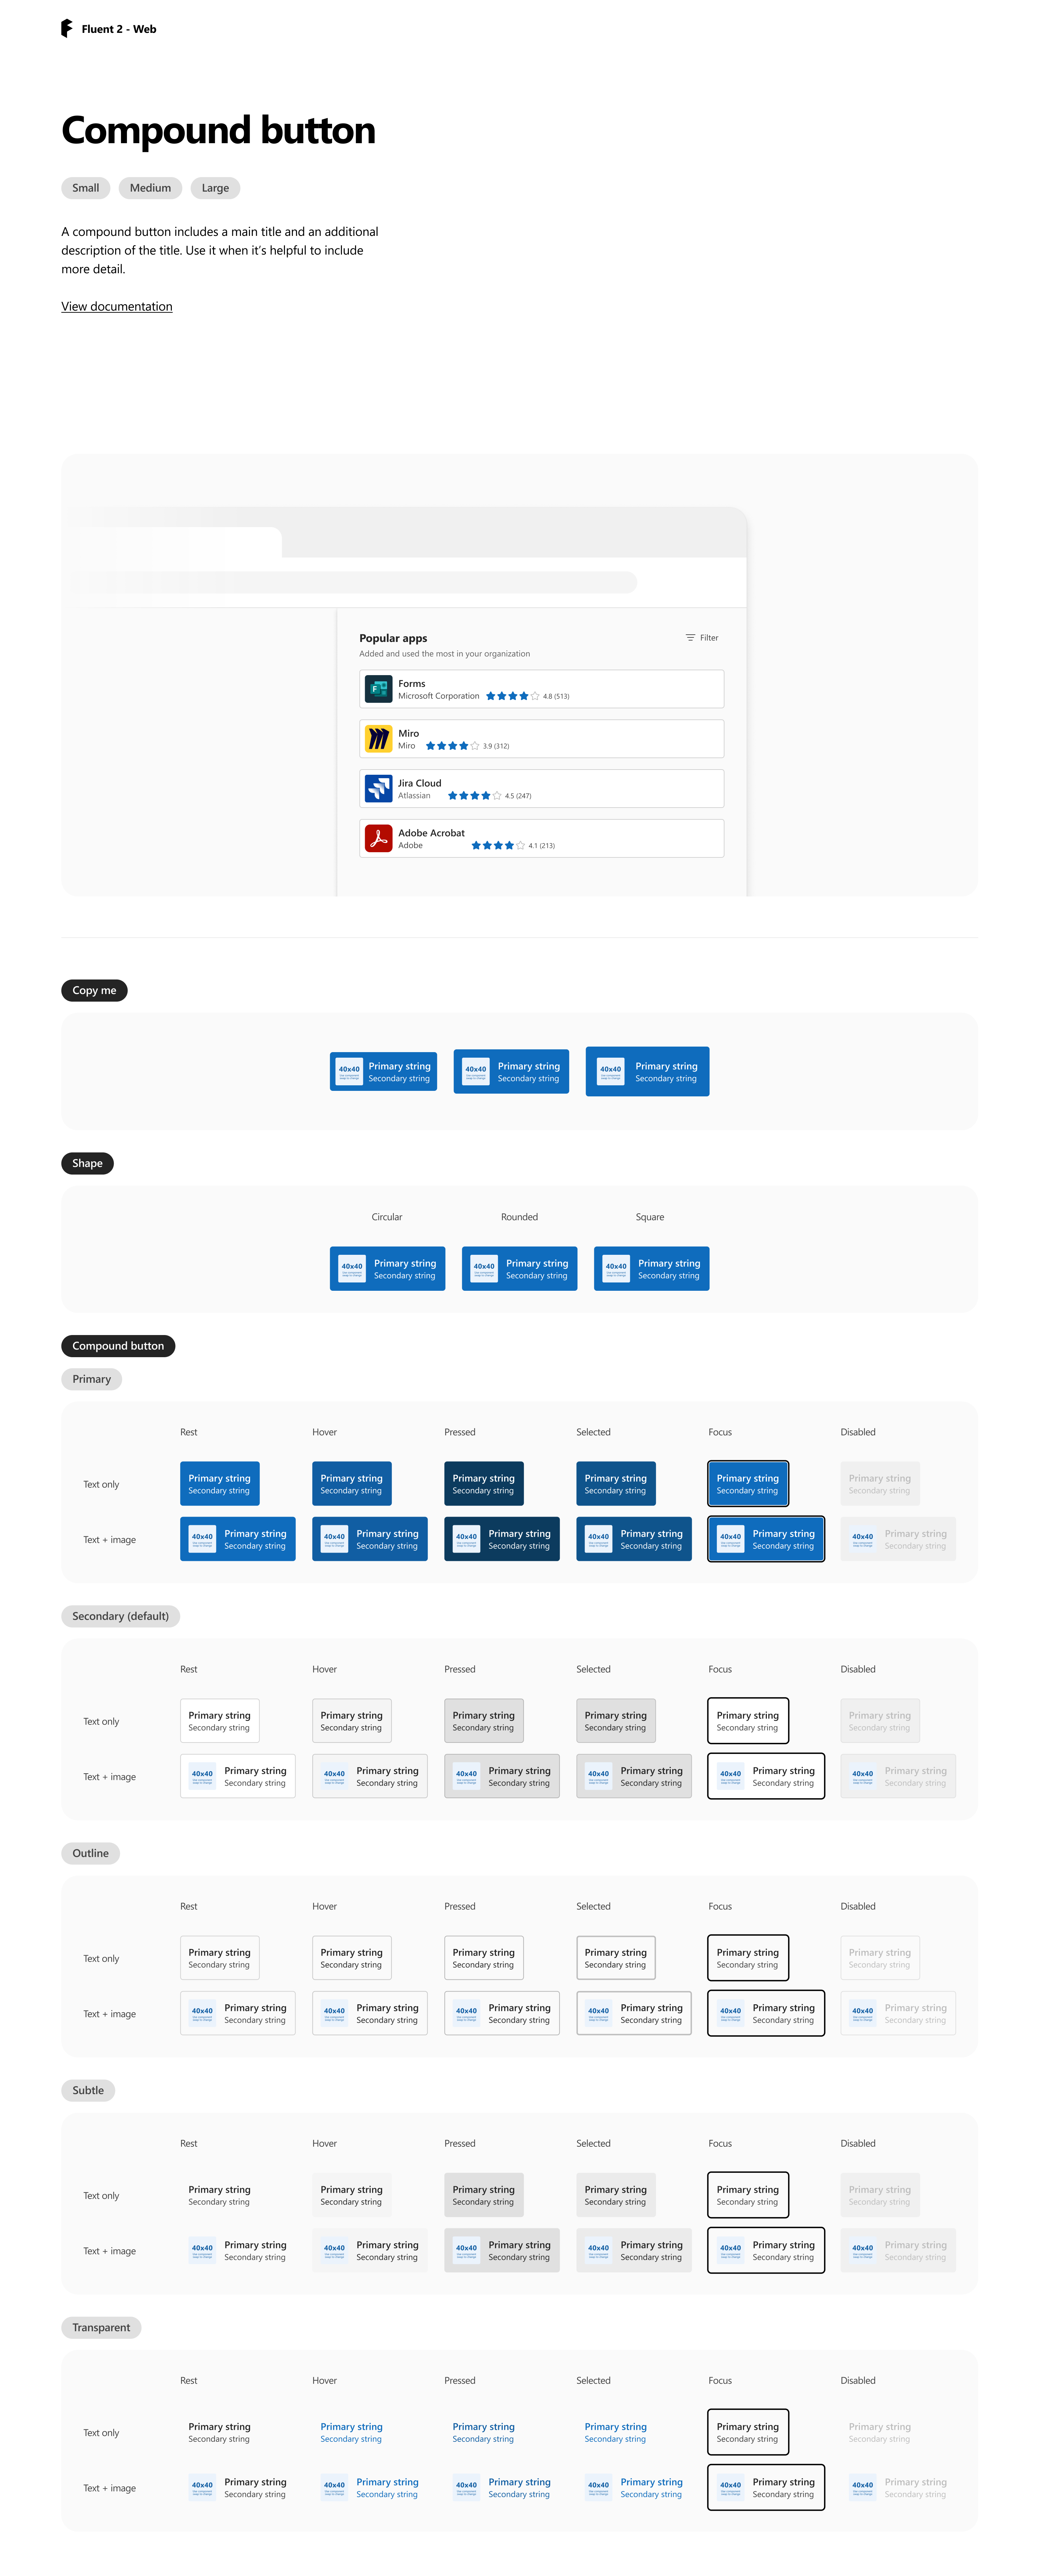 Fluent 2 - Web
Compound button
Small Medium Large
A compound button includes a main title and an additional
description of the title. Use it when it's helpful to include
more detail.
View documentation
Popular apps
Filter
Added and used the most in your organization
Forms
Microsoft Corporation 4.8 (513)
Miro
Miro 3.9 (312)
Jira Cloud
Atlassian 4.5 (247)
Adobe Acrobat
Adobe 4.1 (213)
Copy me
40x40 Primary string 40x40 Primary string 40x40 Primary string
Secondary string Secondary string Secondary string
Shape
Circular Rounded Square
40x40 Primary string 40x40 Primary string 40x40 Primary string
Secondary string Secondary string Secondary string
Compound button
Primary
Rest Hover Pressed Selected Focus Disabled
Text only
Primary string Primary string Primary string Primary string Primary string Primary string
Secondary string Secondary string Secondary string Secondary string Secondary string Secondary string
Text + image
40x40 Primary string 40x40 Primary string 40x40 Primary string 40x40 Primary string 40x40 Primary string 40x40 Primary string
Secondary string Secondary string Secondary string Secondary string Secondary string Secondary string
Secondary (default)
Rest Hover Pressed Selected Focus Disabled
Text only
Primary string Primary string Primary string Primary string Primary string Primary string
Secondary string Secondary string Secondary string Secondary string Secondary string Secondary string
Text + image
40x40 Primary string 40x40 Primary string 40x40 Primary string 40x40 Primary string 40x40 Primary string 40x40 Primary string
Secondary string Secondary string Secondary string Secondary string Secondary string Secondary string
Outline
Rest Hover Pressed Selected Focus Disabled
Text only
Primary string Primary string Primary string Primary string Primary string Primary string
Secondary string Secondary string Secondary string Secondary string Secondary string Secondary string
Text + image
40x40 Primary string 40x40 Primary string 40x40 Primary string 40x40 Primary string 40x40 Primary string 40x40 Primary string
Secondary string Secondary string Secondary string Secondary string Secondary string Secondary string
Subtle
Rest Hover Pressed Selected Focus Disabled
Text only
Primary string Primary string Primary string Primary string Primary string Primary string
Secondary string Secondary string Secondary string Secondary string Secondary string Secondary string
Text + image
40x40 Primary string 40x40 Primary string 40x40 Primary string 40x40 Primary string 40x40 Primary string 40x40 Primary string
Secondary string Secondary string Secondary string Secondary string Secondary string Secondary string
Transparent
Rest Hover Pressed Selected Focus Disabled
Text only
Primary string Primary string Primary string Primary string Primary string Primary string
Secondary string Secondary string Secondary string Secondary string Secondary string Secondary string
Text + image
40x40 Primary string 40x40 Primary string 40x40 Primary string 40x40 Primary string 40x40 Primary string 40x40 Primary string
Secondary string Secondary string Secondary string Secondary string Secondary string Secondary string